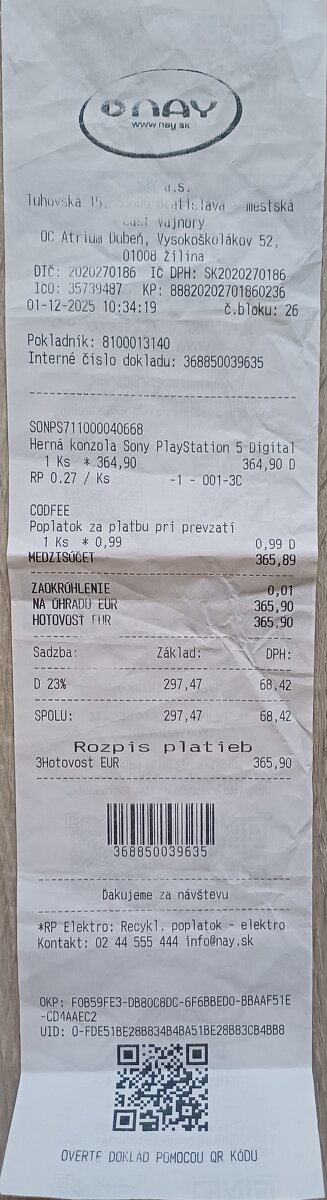 NAY
www.nay.sk
a.s.
Tuhovská 15, Bratislava - mestská
časť Vajnory
OC Atrium Dubeň, Vysokoškolákov 52,
01008 Žilina
DIČ: 2020270186 IČ DPH: SK2020270186
IČO: 35739487 KP: 88820202701860236
01-12-2025 10:34:19 č.bloku: 26
Pokladník: 8100013140
Interné číslo dokladu: 368850039635
SONPS711000040668
Herná konzola Sony PlayStation 5 Digital
1 Ks * 364,90 364,90 D
RP 0.27 / Ks -1 - 001-3C
CODFEE
Poplatok za platbu pri prevzatí
1 Ks * 0,99 0,99 D
MEDZISÚČET 365,89
ZAOKRÚHLENIE 0,01
NA ÚHRADU EUR 365,90
HOTOVOSŤ EUR 365,90
Sadzba: Základ: DPH:
D 23% 297,47 68,42
SPOLU: 297,47 68,42
Rozpis platieb
3Hotovost EUR 365,90
368850039635
Ďakujeme za návštevu
*RP Elektro: Recykl. poplatok - elektro
Kontakt: 02 44 555 444 info@nay.sk
OKP: F0B59FE3-DB80C8DC-6F6BBED0-BBAAF51E
-CD4AAEC2
UID: O-FDE51BE28B834B4BA51BE28B83CB4BB8
OVERTE DOKLAD POMOCOU QR KÓDU